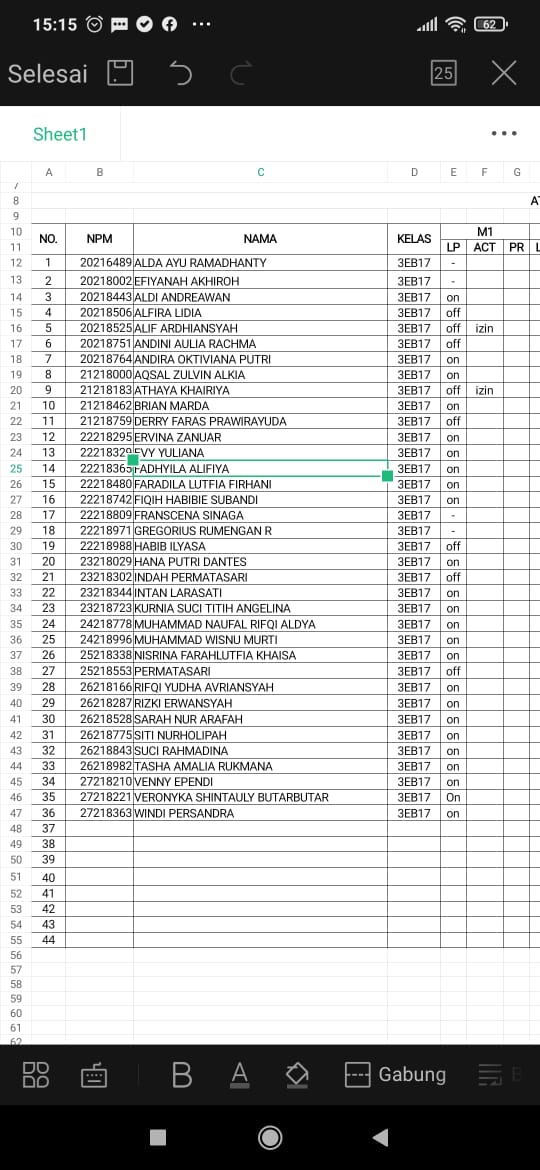 15:15 62
Selesai 25
Sheet1
A B C D E F G
7
8 AT
9
10 NO. NPM NAMA KELAS M1
11 LP ACT PR L
12 1 20216489 ALDA AYU RAMADHANTY 3EB17 -
13 2 20218002 EFIYANAH AKHIROH 3EB17 -
14 3 20218443 ALDI ANDREAWAN 3EB17 on
15 4 20218506 ALFIRA LIDIA 3EB17 off
16 5 20218525 ALIF ARDHIANSYAH 3EB17 off izin
17 6 20218751 ANDINI AULIA RACHMA 3EB17 off
18 7 20218764 ANDIRA OKTIVIANA PUTRI 3EB17 on
19 8 21218000 AQSAL ZULVIN ALKIA 3EB17 on
20 9 21218183 ATHAYA KHAIRIYA 3EB17 off izin
21 10 21218462 BRIAN MARDA 3EB17 on
22 11 21218759 DERRY FARAS PRAWIRAYUDA 3EB17 off
23 12 22218295 ERVINA ZANUAR 3EB17 on
24 13 22218329 EVY YULIANA 3EB17 on
25 14 22218365 FADHYILA ALIFIYA 3EB17 on
26 15 22218480 FARADILA LUTFIA FIRHANI 3EB17 on
27 16 22218742 FIQIH HABIBIE SUBANDI 3EB17 on
28 17 22218809 FRANSCENA SINAGA 3EB17 -
29 18 22218971 GREGORIUS RUMENGAN R 3EB17 -
30 19 22218988 HABIB ILYASA 3EB17 off
31 20 23218029 HANA PUTRI DANTES 3EB17 on
32 21 23218302 INDAH PERMATASARI 3EB17 off
33 22 23218344 INTAN LARASATI 3EB17 on
34 23 23218723 KURNIA SUCI TITIH ANGELINA 3EB17 on
35 24 24218778 MUHAMMAD NAUFAL RIFQI ALDYA 3EB17 on
36 25 24218996 MUHAMMAD WISNU MURTI 3EB17 on
37 26 25218338 NISRINA FARAHLUTFIA KHAISA 3EB17 on
38 27 25218553 PERMATASARI 3EB17 off
39 28 26218166 RIFQI YUDHA AVRIANSYAH 3EB17 on
40 29 26218287 RIZKI ERWANSYAH 3EB17 on
41 30 26218528 SARAH NUR ARAFAH 3EB17 on
42 31 26218775 SITI NURHOLIPAH 3EB17 on
43 32 26218843 SUCI RAHMADINA 3EB17 on
44 33 26218982 TASHA AMALIA RUKMANA 3EB17 on
45 34 27218210 VENNY EPENDI 3EB17 on
46 35 27218221 VERONYKA SHINTAULY BUTARBUTAR 3EB17 On
47 36 27218363 WINDI PERSANDRA 3EB17 on
48 37
49 38
50 39
51 40
52 41
53 42
54 43
55 44
56
57
58
59
60
61
62
B A Gabung B